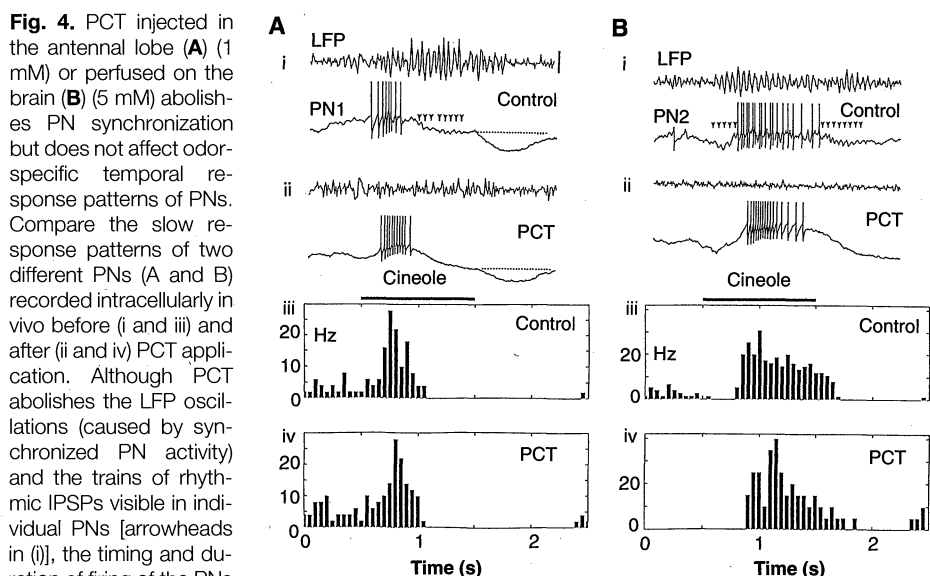 Fig. 4. PCT injected in
the antennal lobe (A) (1
mM) or perfused on the
brain (B) (5 mM) abolish-
es PN synchronization
but does not affect odor-
specific temporal re-
sponse patterns of PNs.
Compare the slow re-
sponse patterns of two
different PNs (A and B)
recorded intracellularly in
vivo before (i and iii) and
after (ii and iv) PCT appli-
cation. Although PCT
abolishes the LFP oscil-
lations (caused by syn-
chronized PN activity)
and the trains of rhyth-
mic IPSPs visible in indi-
vidual PNs [arrowheads
in (i)], the timing and du-
ration of firing of the PNs
A
LFP
i
Control
PN1
ii
PCT
Cineole
iii
20
Hz
Control
10
0
iv
20
PCT
10
0
0 1 2
Time (s)
B
LFP
i
Control
PN2
ii
PCT
Cineole
iii
Control
20
Hz
0
iv
PCT
20
0
0 1 2
Time (s)